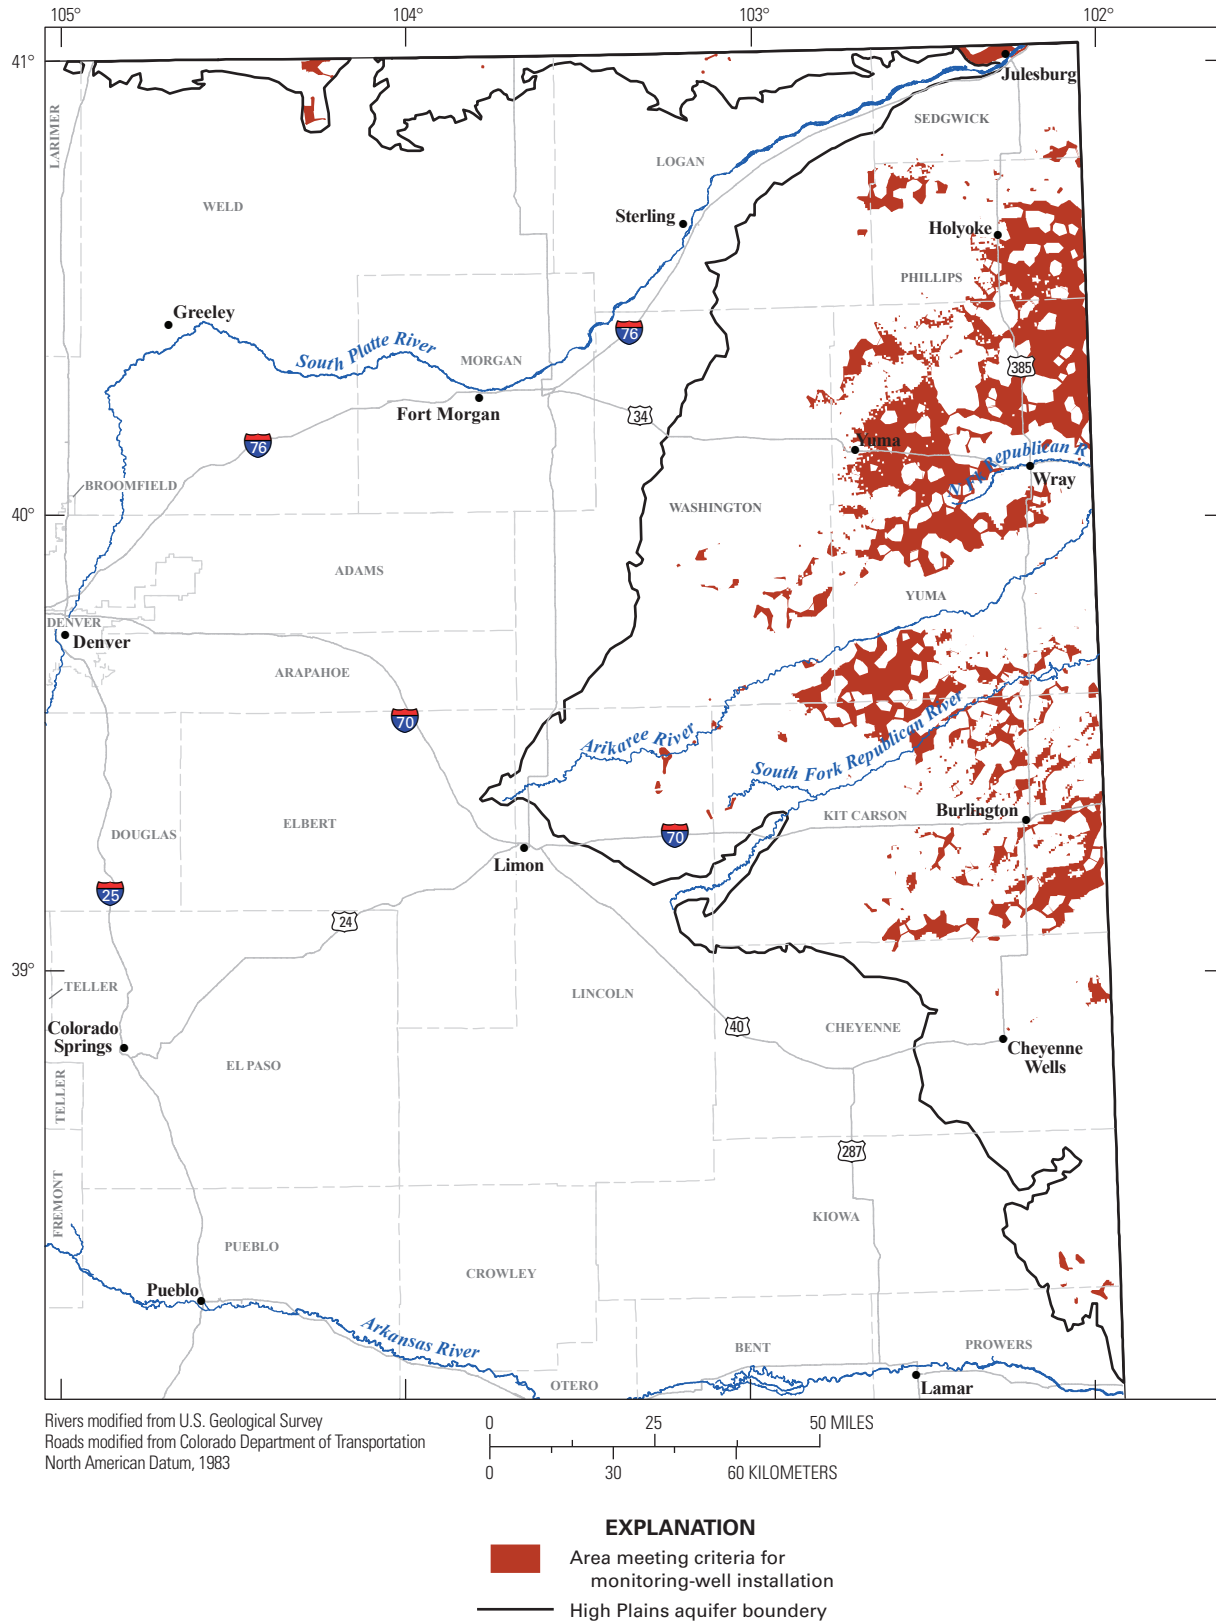 105°
104°
103°
102°
41°
Julesburg
SEDGWICK
LARIMER
LOGAN
WELD
Sterling
Holyoke
PHILLIPS
Greeley
76
South Platte River
MORGAN
385
Fort Morgan
34
76
Yuma
N Fk Republican R
Wray
BROOMFIELD
WASHINGTON
40°
ADAMS
YUMA
DENVER
Denver
ARAPAHOE
70
Arikaree River
South Fork Republican River
Burlington
KIT CARSON
ELBERT
DOUGLAS
70
Limon
25
24
39°
TELLER
LINCOLN
Colorado
Springs
40
CHEYENNE
Cheyenne
Wells
EL PASO
TELLER
287
FREMONT
KIOWA
PUEBLO
CROWLEY
Pueblo
Arkansas River
BENT
PROWERS
OTERO
Lamar
Rivers modified from U.S. Geological Survey
Roads modified from Colorado Department of Transportation
North American Datum, 1983
0 25 50 MILES
0 30 60 KILOMETERS
EXPLANATION
Area meeting criteria for
monitoring-well installation
High Plains aquifer boundary